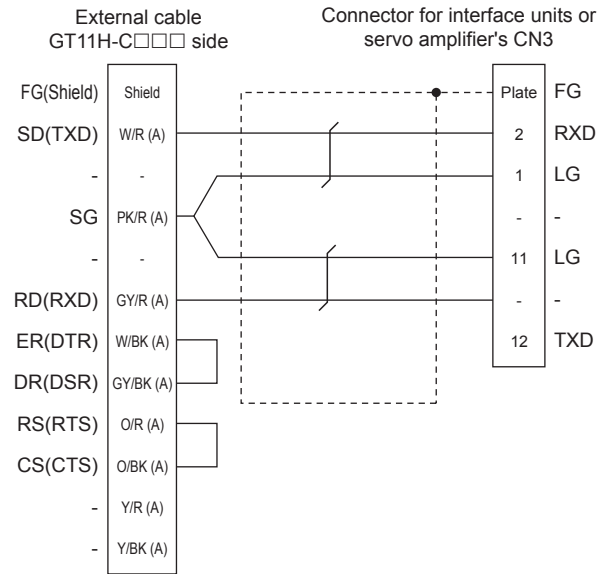 External cable
GT11H-C□□□ side
Connector for interface units or
servo amplifier's CN3
FG(Shield) Shield Plate FG
SD(TXD) W/R (A) 2 RXD
- - 1 LG
SG PK/R (A) - -
- - 11 LG
RD(RXD) GY/R (A) - -
ER(DTR) W/BK (A) 12 TXD
DR(DSR) GY/BK (A)
RS(RTS) O/R (A)
CS(CTS) O/BK (A)
- Y/R (A)
- Y/BK (A)